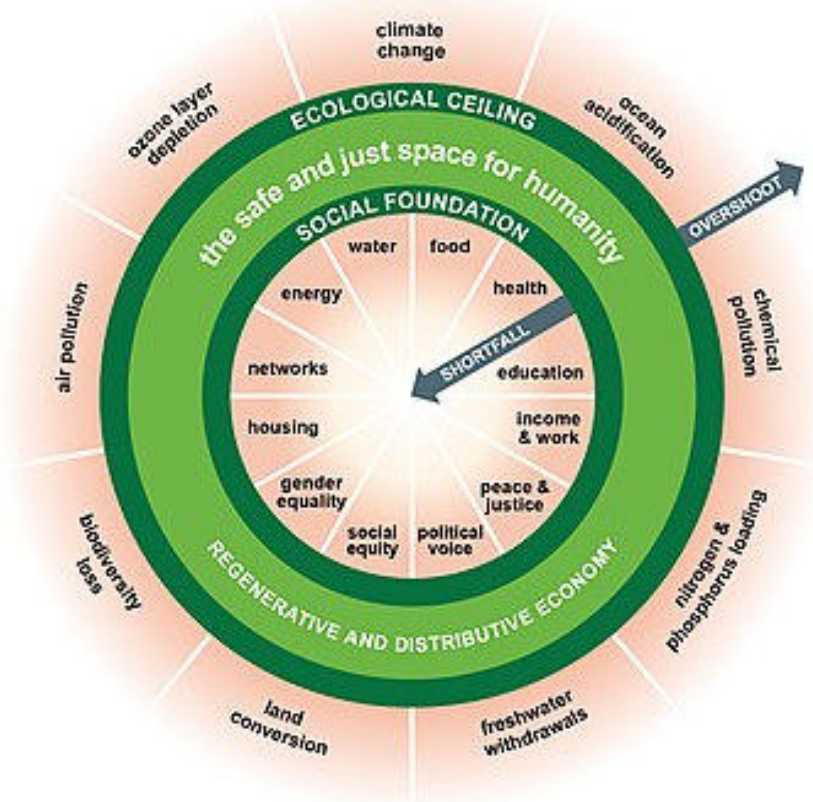 climate
change
ECOLOGICAL CEILING
ozone layer
depletion
ocean
acidification
the safe and just space for humanity
OVERSHOOT
SOCIAL FOUNDATION
water
food
energy
health
air pollution
chemical
pollution
SHORTFALL
networks
education
housing
income
& work
gender
equality
peace &
justice
social
equity
political
voice
biodiversity
loss
nitrogen &
phosphorus loading
REGENERATIVE AND DISTRIBUTIVE ECONOMY
land
conversion
freshwater
withdrawals